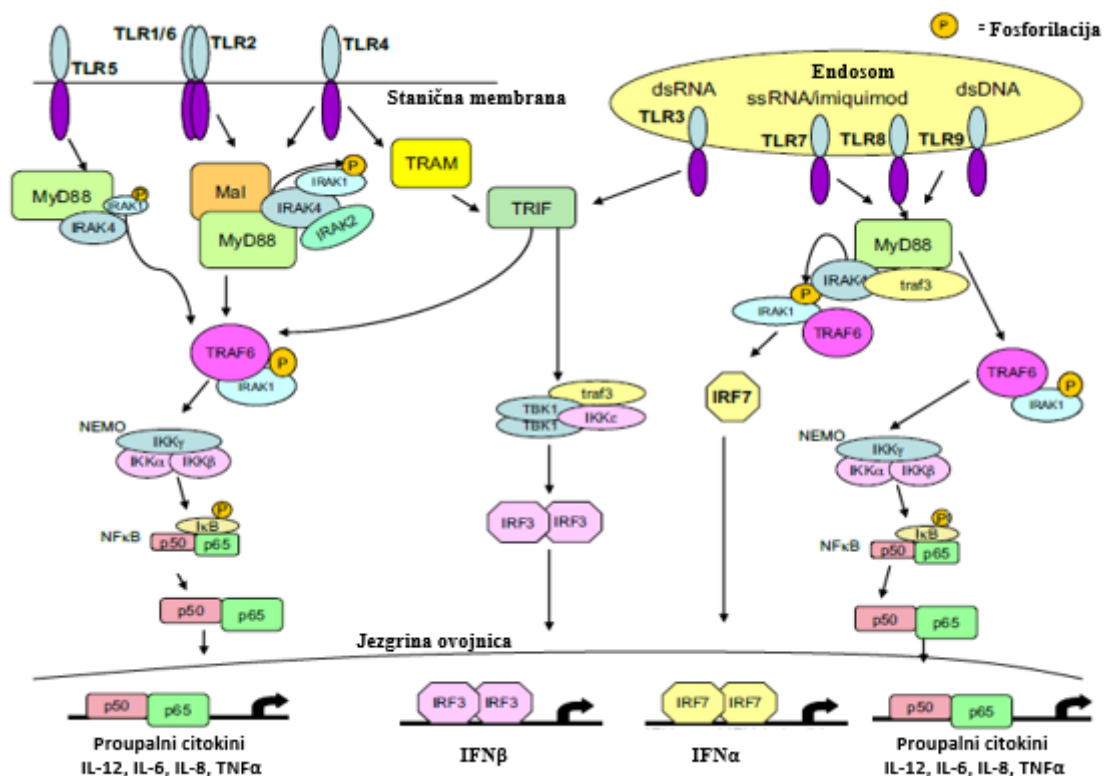 TLR1/6
TLR2
TLR4
TLR5
P
= Fosforilacija
Stanična membrana
Endosom
dsRNA
ssRNA/imiquimod
dsDNA
TLR3
TLR7
TLR8
TLR9
MyD88
IRAK1
P
IRAK4
Mal
MyD88
IRAK4
IRAK1
P
IRAK2
TRAM
TRIF
MyD88
IRAK4
traf3
P
IRAK1
TRAF6
TRAF6
P
IRAK1
IRF7
TRAF6
P
IRAK1
traf3
TBK1
TBK1
IKKε
NEMO
IKKγ
IKKα
IKKβ
NEMO
IKKγ
IKKα
IKKβ
P
IκB
NFκB
p50
p65
IRF3
IRF3
P
IκB
NFκB
p50
p65
p50
p65
p50
p65
Jezgrina ovojnica
p50
p65
IRF3
IRF3
IRF7
IRF7
p50
p65
Proupalni citokini
IL-12, IL-6, IL-8, TNFα
IFNβ
IFNα
Proupalni citokini
IL-12, IL-6, IL-8, TNFα